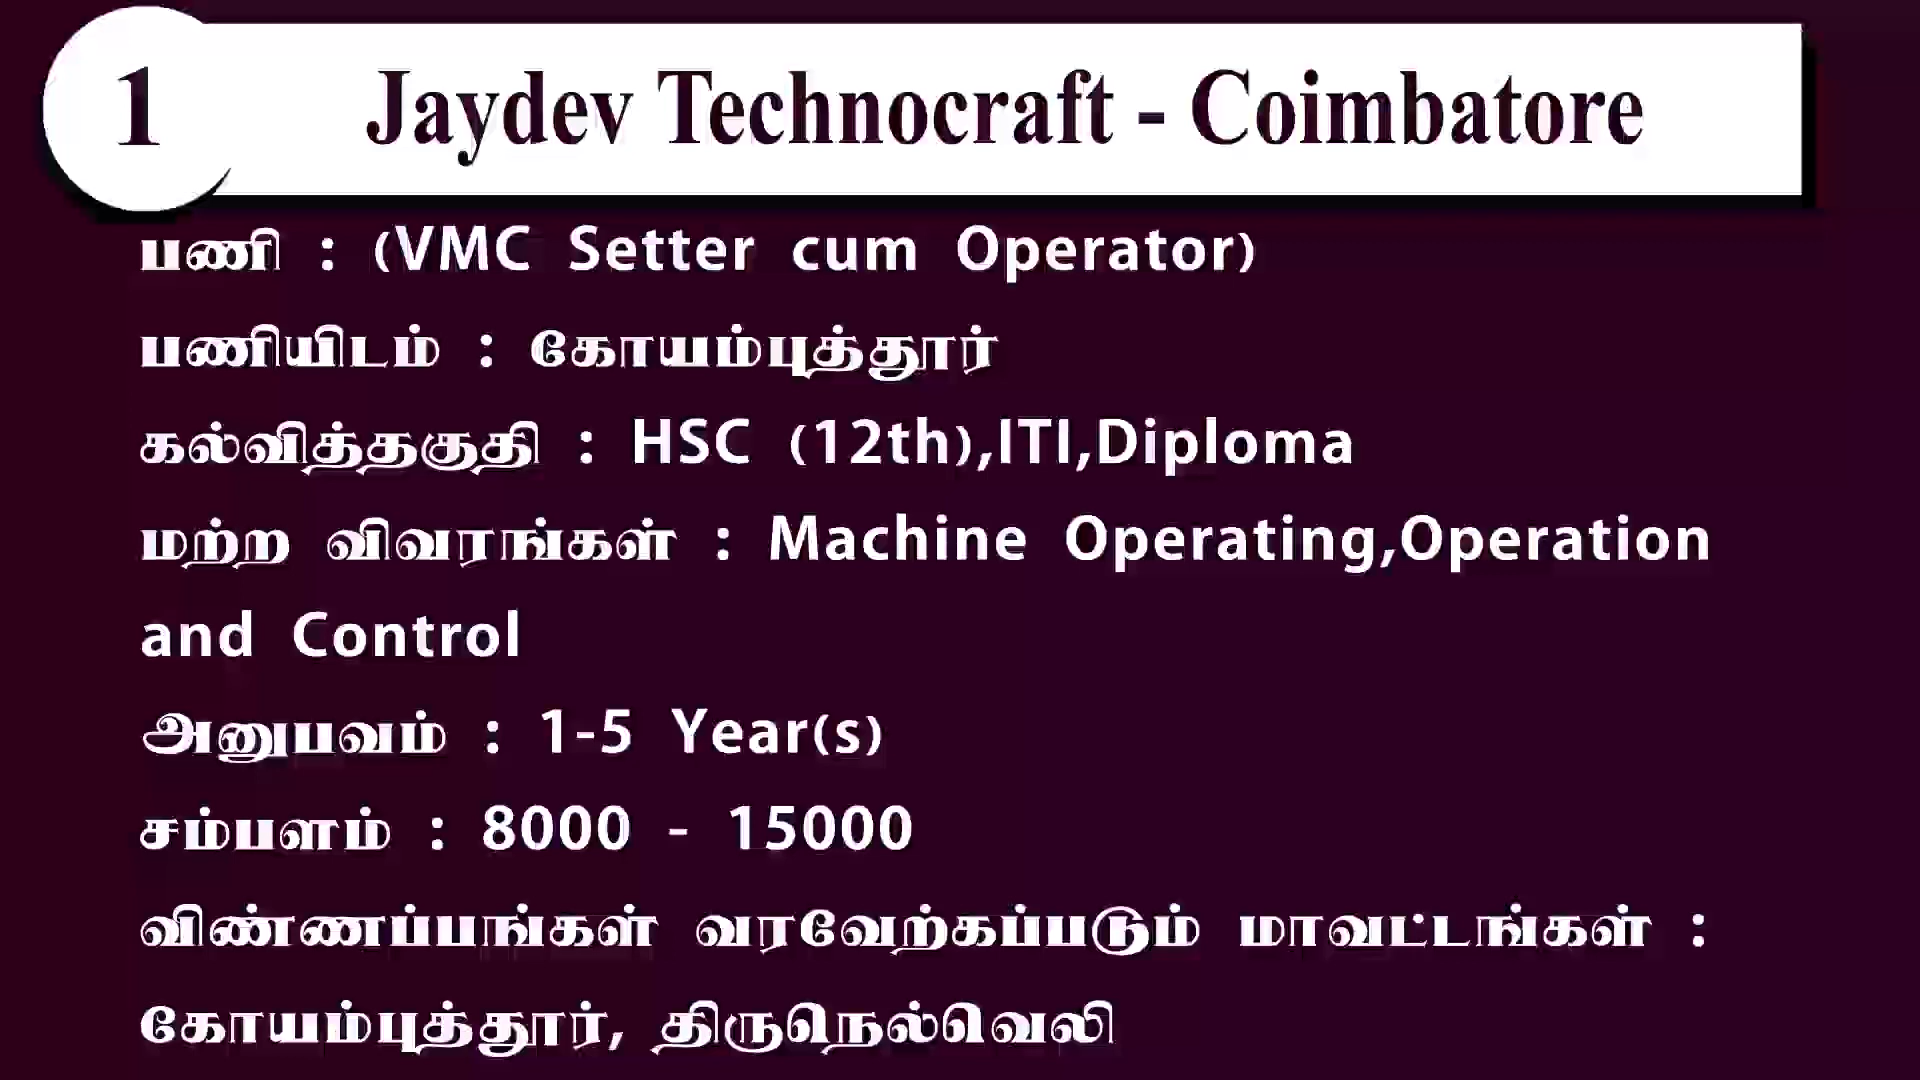 1
Jaydev Technocraft - Coimbatore
பணி : (VMC Setter cum Operator)
பணியிடம் : கோயம்புத்தூர்
கல்வித்தகுதி : HSC (12th),ITI,Diploma
மற்ற விவரங்கள் : Machine Operating,Operation
and Control
அனுபவம் : 1-5 Year(s)
சம்பளம் : 8000 - 15000
விண்ணப்பங்கள் வரவேற்கப்படும் மாவட்டங்கள் :
கோயம்புத்தூர், திருநெல்வெலி